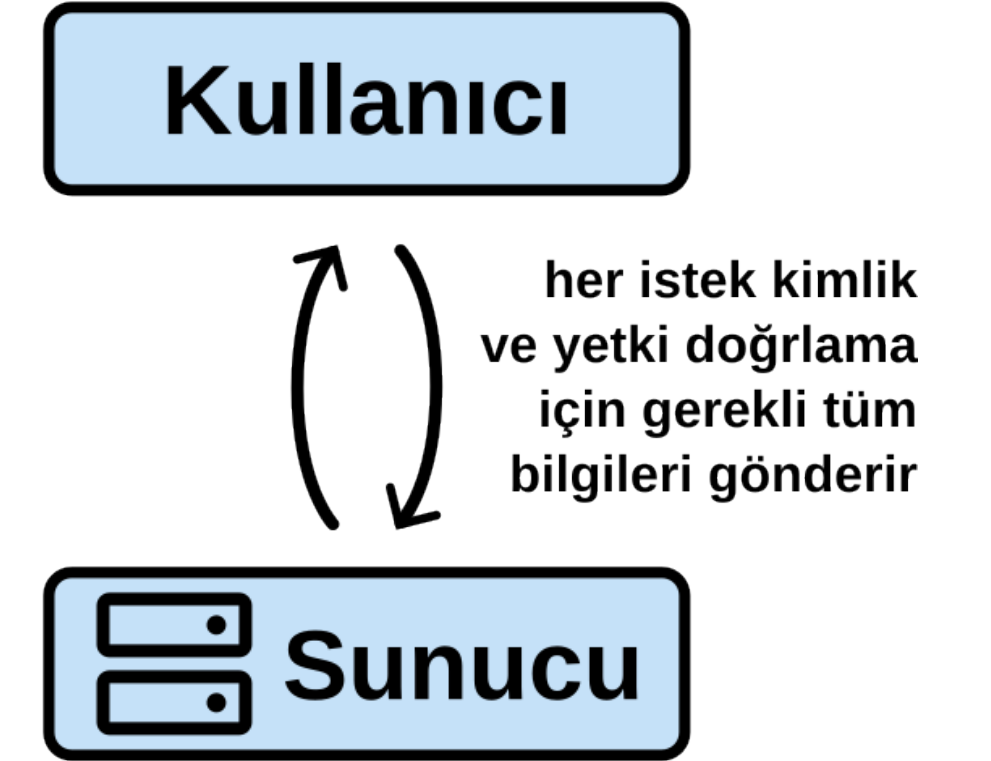 Kullanıcı
her istek kimlik
ve yetki doğrlama
için gerekli tüm
bilgileri gönderir
Sunucu